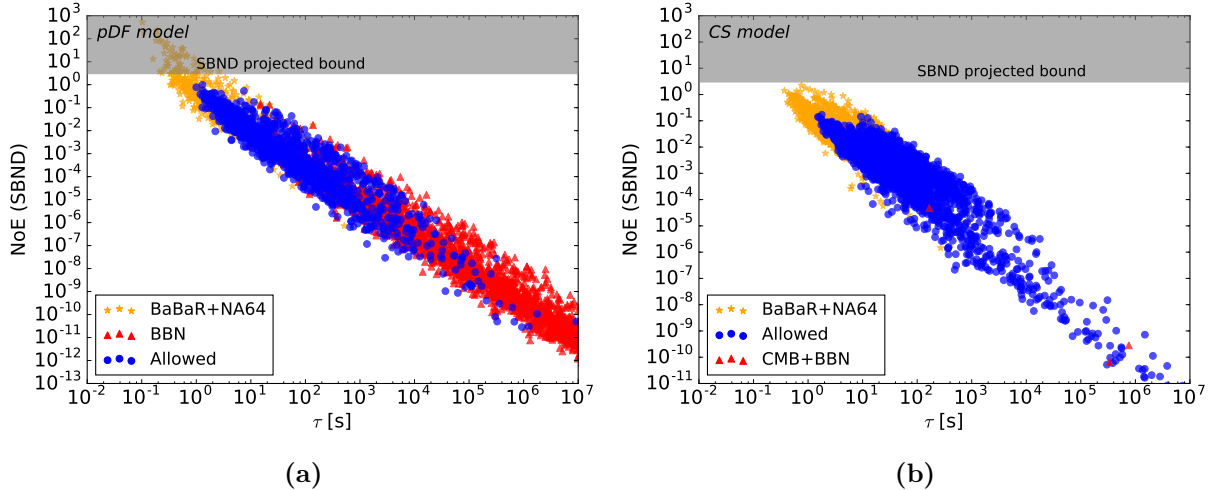 pDF model
SBND projected bound
NoE (SBND)
10^3
10^2
10^1
10^0
10^-1
10^-2
10^-3
10^-4
10^-5
10^-6
10^-7
10^-8
10^-9
10^-10
10^-11
10^-12
10^-13
BaBaR+NA64
BBN
Allowed
10^-2 10^-1 10^0 10^1 10^2 10^3 10^4 10^5 10^6 10^7
τ [s]
(a)
CS model
SBND projected bound
NoE (SBND)
10^3
10^2
10^1
10^0
10^-1
10^-2
10^-3
10^-4
10^-5
10^-6
10^-7
10^-8
10^-9
10^-10
10^-11
BaBaR+NA64
Allowed
CMB+BBN
10^-2 10^-1 10^0 10^1 10^2 10^3 10^4 10^5 10^6 10^7
τ [s]
(b)